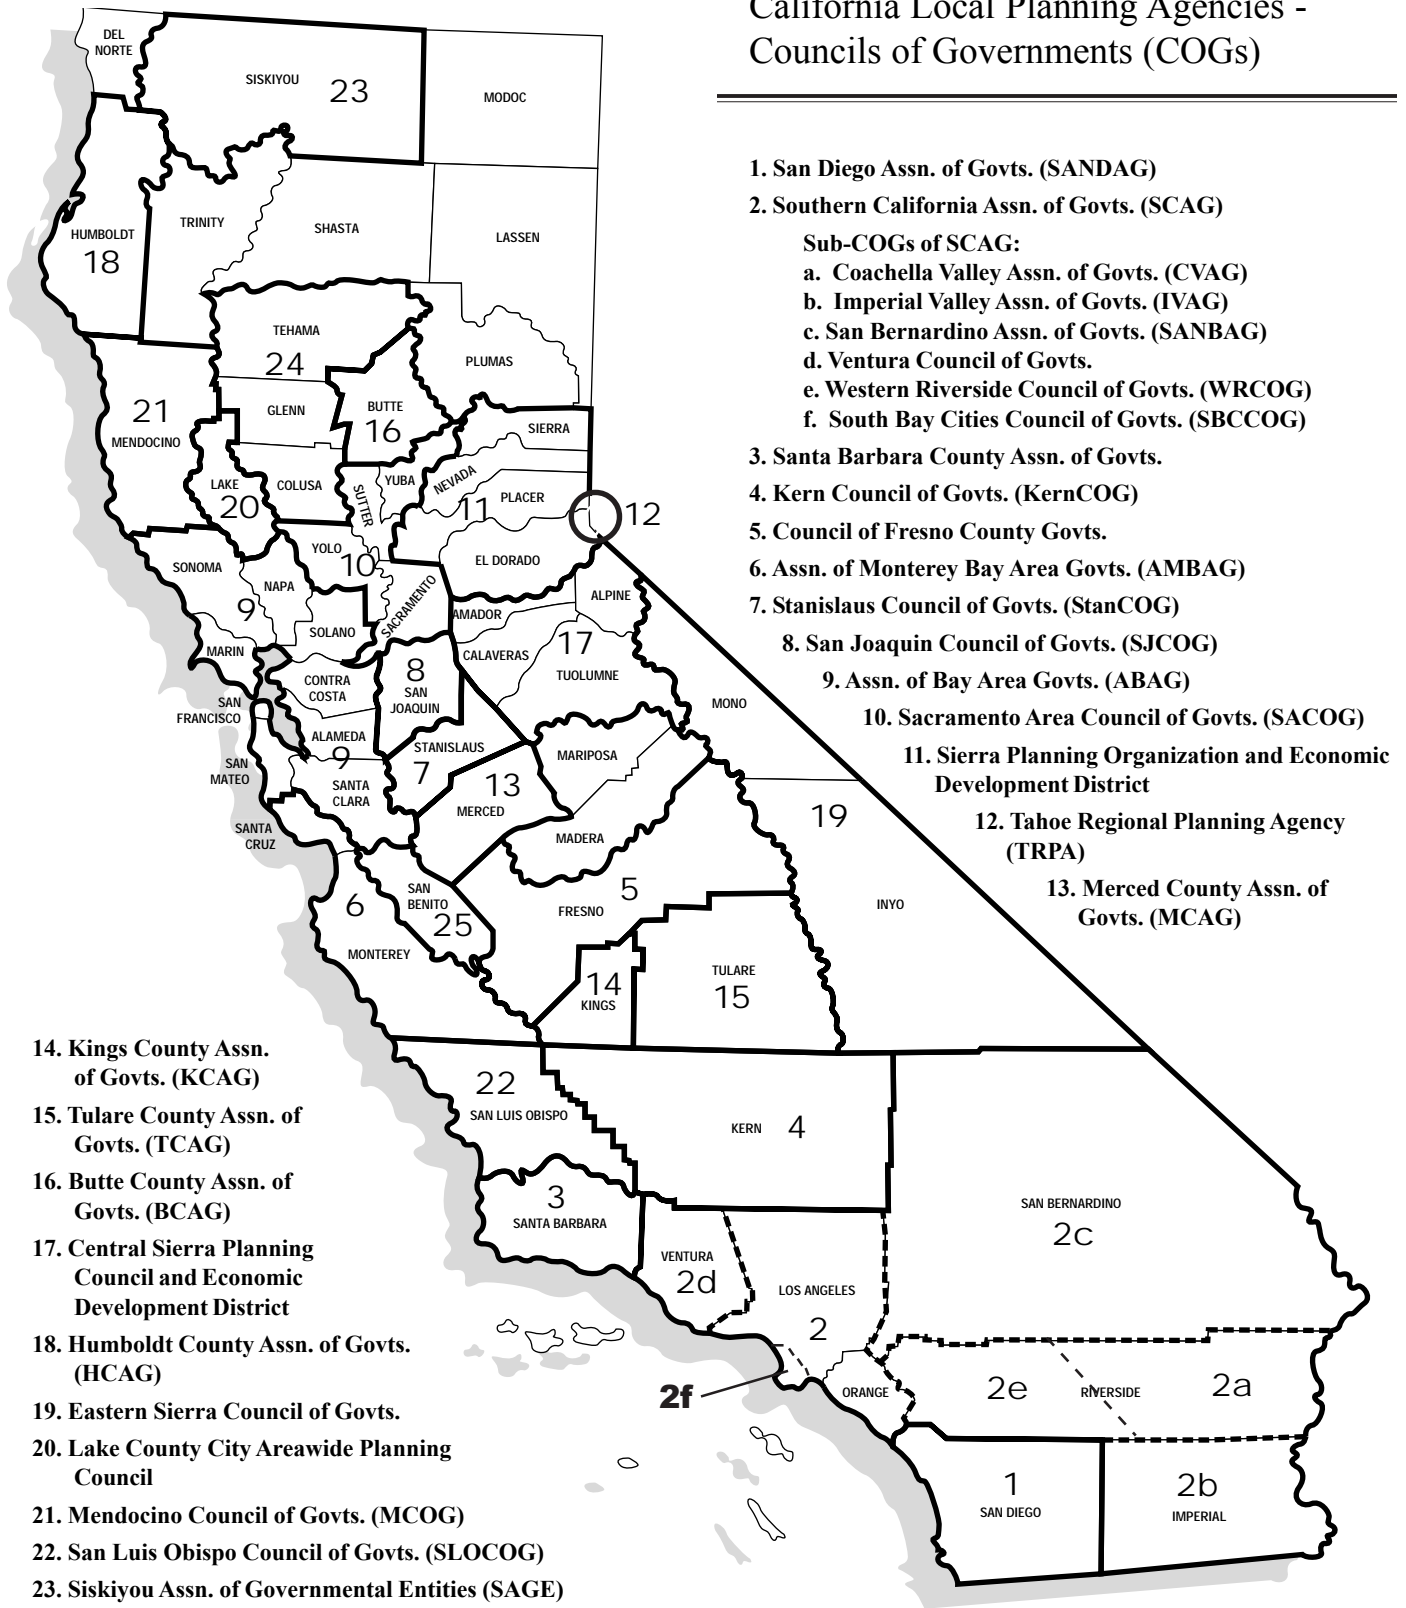 California Local Planning Agencies -
Councils of Governments (COGs)
1. San Diego Assn. of Govts. (SANDAG)
2. Southern California Assn. of Govts. (SCAG)
Sub-COGs of SCAG:
a. Coachella Valley Assn. of Govts. (CVAG)
b. Imperial Valley Assn. of Govts. (IVAG)
c. San Bernardino Assn. of Govts. (SANBAG)
d. Ventura Council of Govts.
e. Western Riverside Council of Govts. (WRCOG)
f. South Bay Cities Council of Govts. (SBCCOG)
3. Santa Barbara County Assn. of Govts.
4. Kern Council of Govts. (KernCOG)
5. Council of Fresno County Govts.
6. Assn. of Monterey Bay Area Govts. (AMBAG)
7. Stanislaus Council of Govts. (StanCOG)
8. San Joaquin Council of Govts. (SJCOG)
9. Assn. of Bay Area Govts. (ABAG)
10. Sacramento Area Council of Govts. (SACOG)
11. Sierra Planning Organization and Economic
Development District
12. Tahoe Regional Planning Agency
(TRPA)
13. Merced County Assn. of
Govts. (MCAG)
14. Kings County Assn.
of Govts. (KCAG)
15. Tulare County Assn. of
Govts. (TCAG)
16. Butte County Assn. of
Govts. (BCAG)
17. Central Sierra Planning
Council and Economic
Development District
18. Humboldt County Assn. of Govts.
(HCAG)
19. Eastern Sierra Council of Govts.
20. Lake County City Areawide Planning
Council
21. Mendocino Council of Govts. (MCOG)
22. San Luis Obispo Council of Govts. (SLOCOG)
23. Siskiyou Assn. of Governmental Entities (SAGE)
DEL
NORTE
SISKIYOU
23
MODOC
HUMBOLDT
18
TRINITY
SHASTA
LASSEN
TEHAMA
24
PLUMAS
21
MENDOCINO
GLENN
BUTTE
16
SIERRA
LAKE
20
COLUSA
SUTTER
YUBA
NEVADA
11
PLACER
12
SONOMA
YOLO
10
EL DORADO
NAPA
9
SACRAMENTO
ALPINE
AMADOR
SOLANO
17
MARIN
CALAVERAS
TUOLUMNE
8
SAN
JOAQUIN
CONTRA
COSTA
MONO
SAN
FRANCISCO
ALAMEDA
9
STANISLAUS
7
MARIPOSA
SAN
MATEO
SANTA
CLARA
13
MERCED
19
SANTA
CRUZ
MADERA
6
SAN
BENITO
25
5
FRESNO
INYO
MONTEREY
14
KINGS
TULARE
15
22
SAN LUIS OBISPO
KERN
4
3
SANTA BARBARA
SAN BERNARDINO
2c
VENTURA
2d
LOS ANGELES
2
2f
ORANGE
2e
RIVERSIDE
2a
1
SAN DIEGO
2b
IMPERIAL